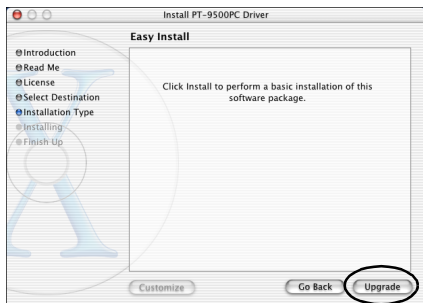 Install PT-9500PC Driver
Easy Install
Introduction
Read Me
License
Select Destination
Installation Type
Installing
Finish Up
Click Install to perform a basic installation of this
software package.
Customize
Go Back
Upgrade